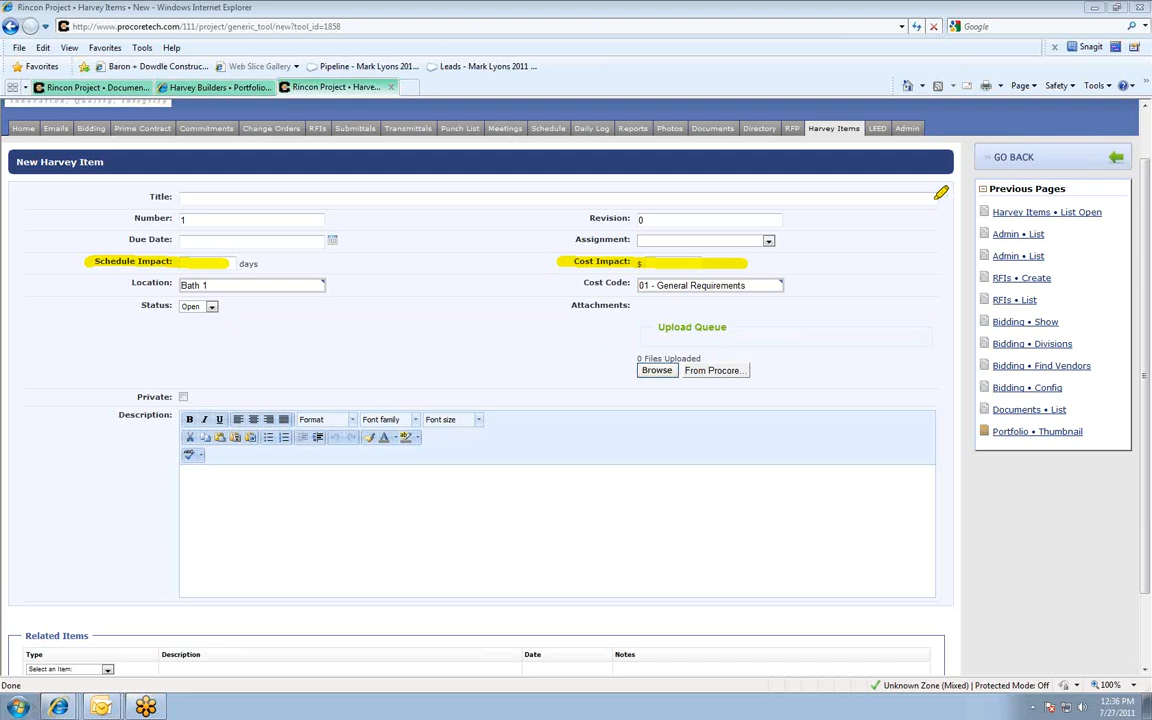 Rincon Project • Harvey Items • New - Windows Internet Explorer
http://www.procoretech.com/111/project/generic_tool/new?tool_id=1858
Google
File Edit View Favorites Tools Help
x Snagit
Favorites Baron + Dowdle Construc... Web Slice Gallery Pipeline - Mark Lyons 201... Leads - Mark Lyons 2011 ...
Rincon Project • Documen... Harvey Builders • Portfolio... Rincon Project • Harve... x
Page Safety Tools
Home Emails Bidding Prime Contract Commitments Change Orders RFIs Submittals Transmittals Punch List Meetings Schedule Daily Log Reports Photos Documents Directory RFP Harvey Items LEED Admin
New Harvey Item
GO BACK
Previous Pages
Title:
Harvey Items • List Open
Number: 1 Revision: 0
Admin • List
Due Date: Assignment:
Admin • List
Schedule Impact: days Cost Impact: $
RFIs • Create
Location: Bath 1 Cost Code: 01 - General Requirements
RFIs • List
Status: Open Attachments:
Bidding • Show
Upload Queue
Bidding • Divisions
0 Files Uploaded
Bidding • Find Vendors
Browse From Procore...
Bidding • Config
Private:
Documents • List
Description:
B I U Format Font family Font size
Portfolio • Thumbnail
A ab
ABC
Related Items
Type Description Date Notes
Select an Item:
Done Unknown Zone (Mixed) | Protected Mode: Off 100%
12:36 PM
7/27/2011